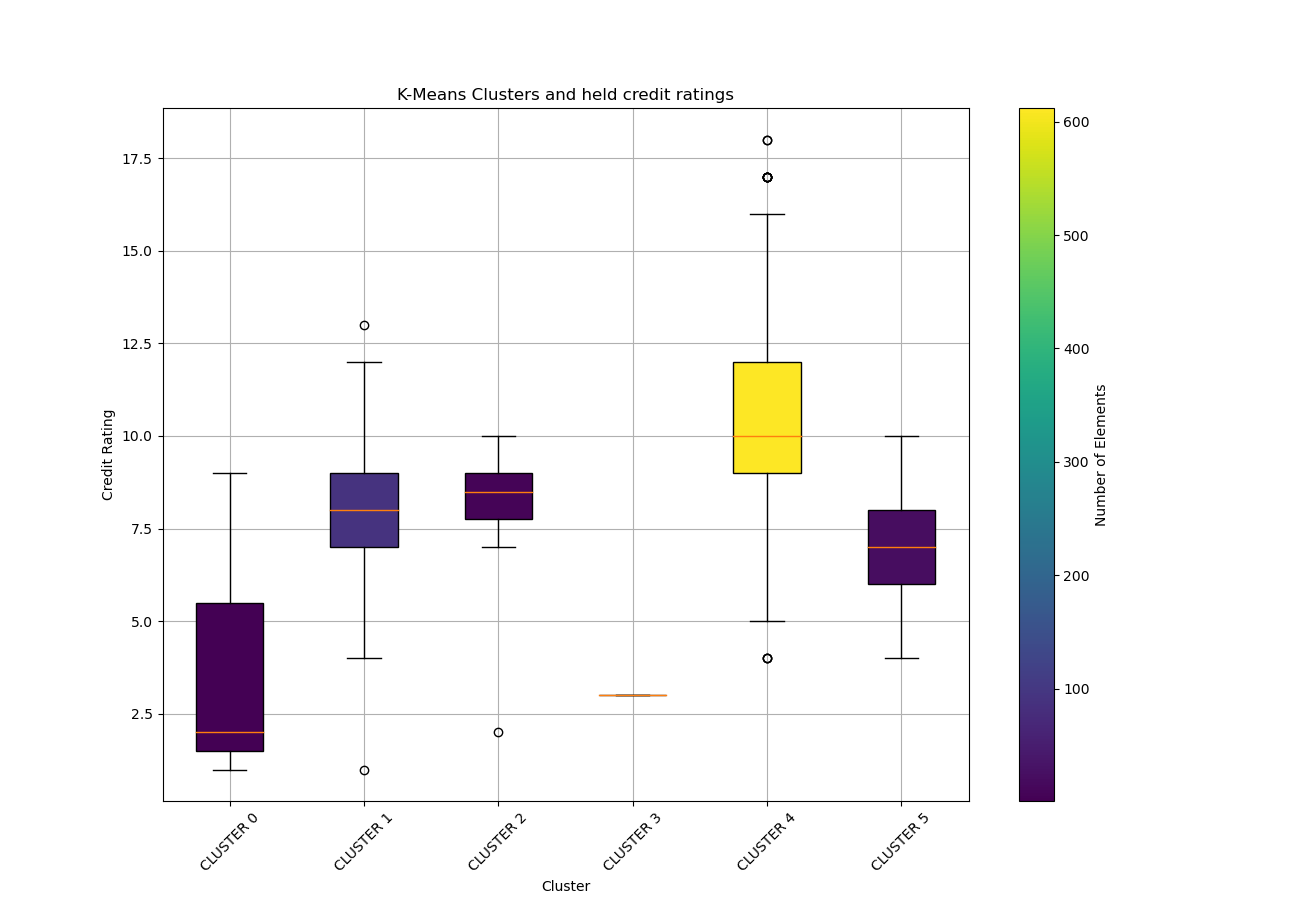 K-Means Clusters and held credit ratings
17.5
15.0
12.5
10.0
7.5
5.0
2.5
Credit Rating
CLUSTER 0
CLUSTER 1
CLUSTER 2
CLUSTER 3
CLUSTER 4
CLUSTER 5
Cluster
600
500
400
300
200
100
Number of Elements